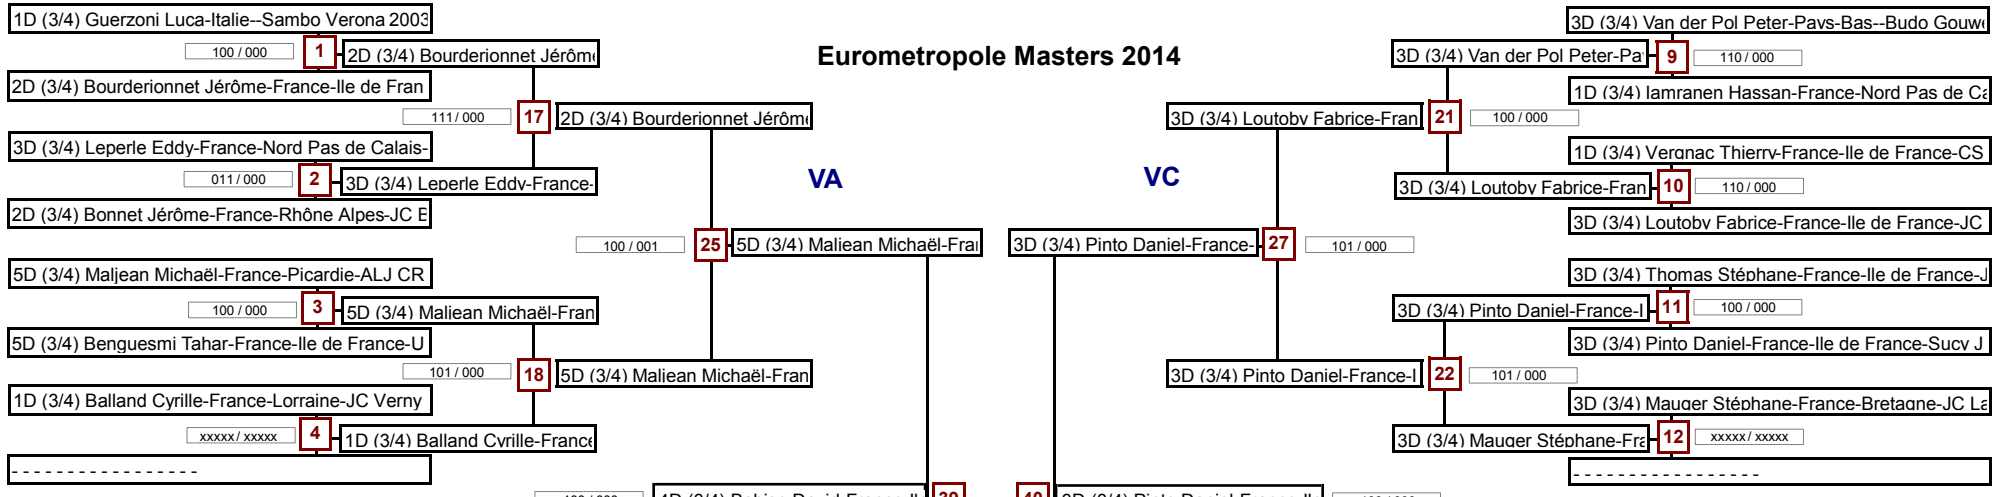 1D (3/4) Guerzoni Luca-Italie--Sambo Verona 2003
100 / 000
1
2D (3/4) Bourderionnet Jérôme
2D (3/4) Bourderionnet Jérôme-France-Ile de Fran
111 / 000
17
2D (3/4) Bourderionnet Jérôme
3D (3/4) Leperle Eddy-France-Nord Pas de Calais-
011 / 000
2
3D (3/4) Leperle Eddy-France-
2D (3/4) Bonnet Jérôme-France-Rhône Alpes-JC B
100 / 001
25
5D (3/4) Maljean Michaël-Fra
5D (3/4) Maljean Michaël-France-Picardie-ALJ CR
100 / 000
3
5D (3/4) Maljean Michaël-Fran
5D (3/4) Benguesmi Tahar-France-Ile de France-U
101 / 000
18
5D (3/4) Maljean Michaël-Fran
1D (3/4) Balland Cyrille-France-Lorraine-JC Verny
xxxxx / xxxxx
4
1D (3/4) Balland Cyrille-France
- - - - - - - - - - - - - - - - -
Eurometropole Masters 2014
VA
VC
3D (3/4) Van der Pol Peter-Pays-Bas--Budo Gouwe
3D (3/4) Van der Pol Peter-Pa
9
110 / 000
1D (3/4) Iamranen Hassan-France-Nord Pas de Ca
3D (3/4) Loutoby Fabrice-Fran
21
100 / 000
1D (3/4) Vergnac Thierry-France-Ile de France-CS
3D (3/4) Loutoby Fabrice-Fran
10
110 / 000
3D (3/4) Loutoby Fabrice-France-Ile de France-JC
3D (3/4) Pinto Daniel-France-
27
101 / 000
3D (3/4) Thomas Stéphane-France-Ile de France-J
3D (3/4) Pinto Daniel-France-I
11
100 / 000
3D (3/4) Pinto Daniel-France-Ile de France-Sucy J
3D (3/4) Pinto Daniel-France-I
22
101 / 000
3D (3/4) Mauger Stéphane-France-Bretagne-JC La
3D (3/4) Mauger Stéphane-Fra
12
xxxxx / xxxxx
- - - - - - - - - - - - - - - - -
39
40
3D (3/4) Pinto Daniel-France-Ile